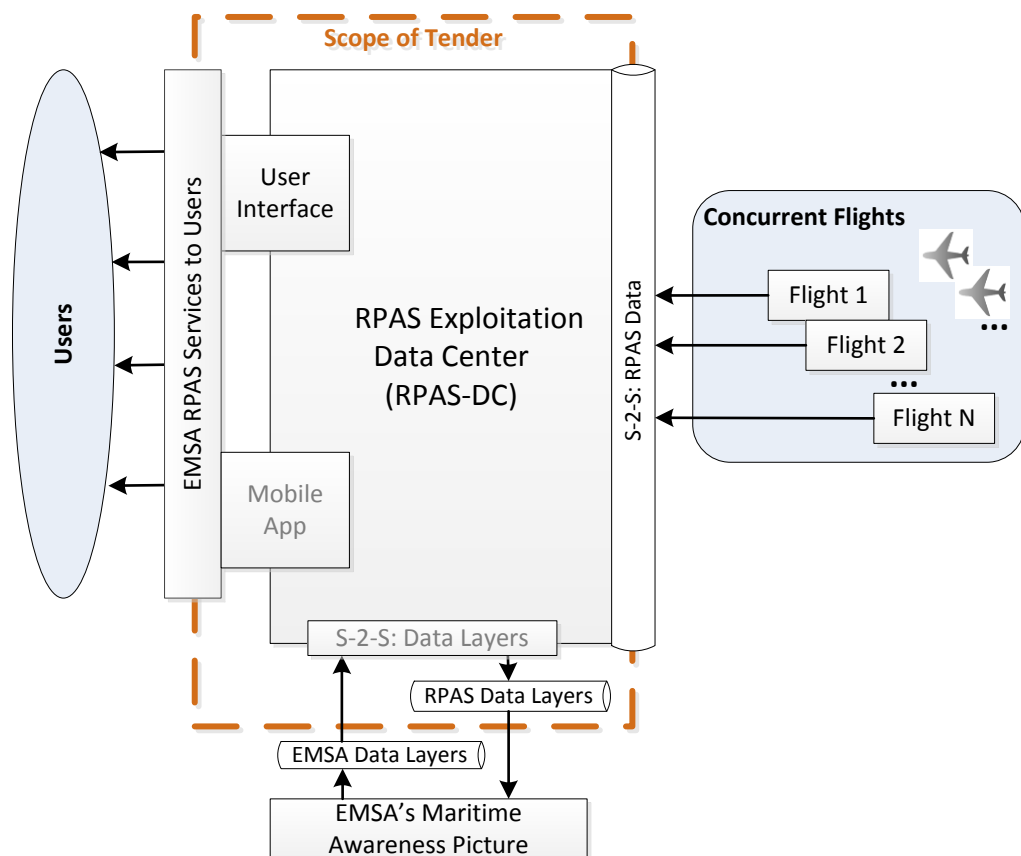 Scope of Tender
Users
EMSA RPAS Services to Users
User
Interface
RPAS Exploitation
Data Center
(RPAS-DC)
Mobile
App
S-2-S: RPAS Data
Concurrent Flights
Flight 1
...
Flight 2
...
Flight N
S-2-S: Data Layers
RPAS Data Layers
EMSA Data Layers
EMSA’s Maritime
Awareness Picture